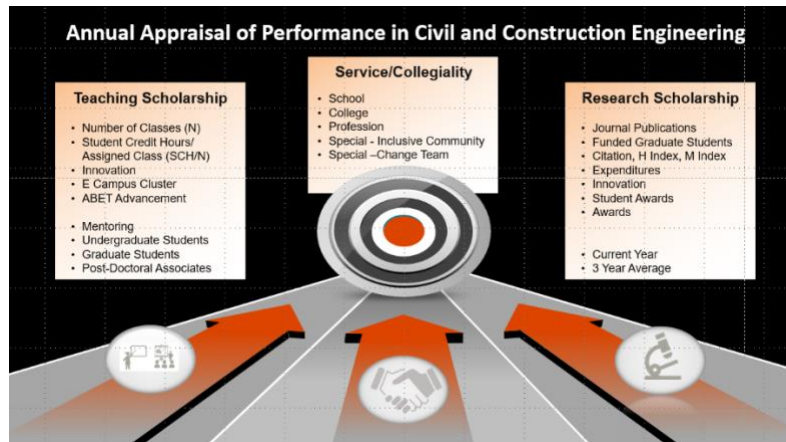 Annual Appraisal of Performance in Civil and Construction Engineering
Teaching Scholarship
• Number of Classes (N)
• Student Credit Hours/
Assigned Class (SCH/N)
• Innovation
• E Campus Cluster
• ABET Advancement
• Mentoring
• Undergraduate Students
• Graduate Students
• Post-Doctoral Associates
Service/Collegiality
• School
• College
• Profession
• Special - Inclusive Community
• Special –Change Team
Research Scholarship
• Journal Publications
• Funded Graduate Students
• Citation, H Index, M Index
• Expenditures
• Innovation
• Student Awards
• Awards
• Current Year
• 3 Year Average